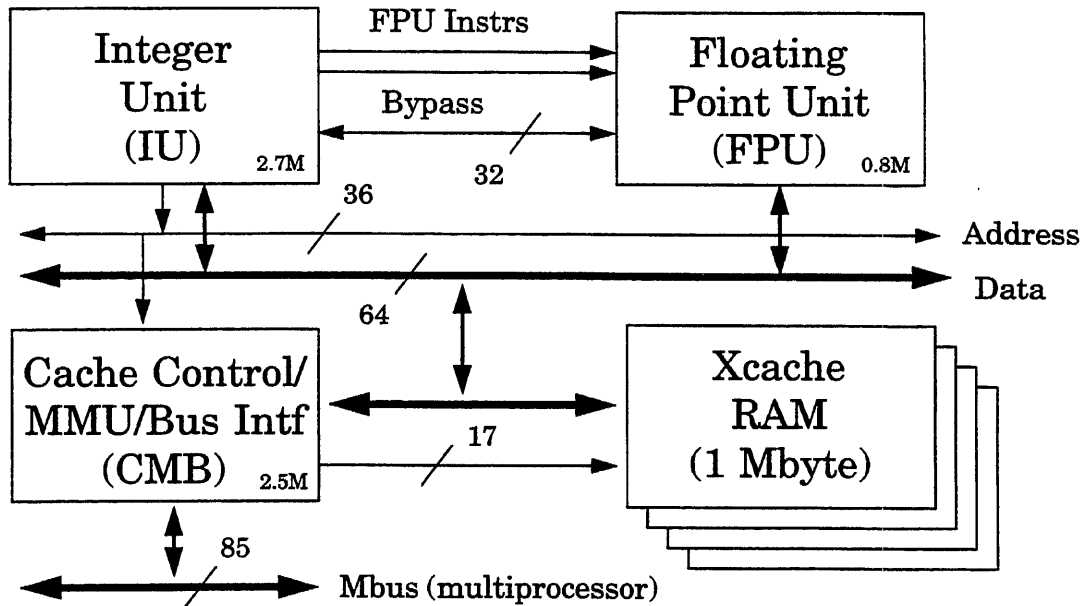 FPU Instrs
Integer
Unit
(IU)
2.7M
Bypass
32
Floating
Point Unit
(FPU)
0.8M
36
Address
64
Data
Cache Control/
MMU/Bus Intf
(CMB)
2.5M
17
Xcache
RAM
(1 Mbyte)
85
Mbus (multiprocessor)